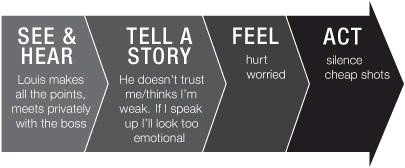 SEE &
HEAR
Louis makes
all the points,
meets privately
with the boss
TELL A
STORY
He doesn't trust
me/thinks I'm
weak. If I speak
up I'll look too
emotional
FEEL
hurt
worried
ACT
silence
cheap shots